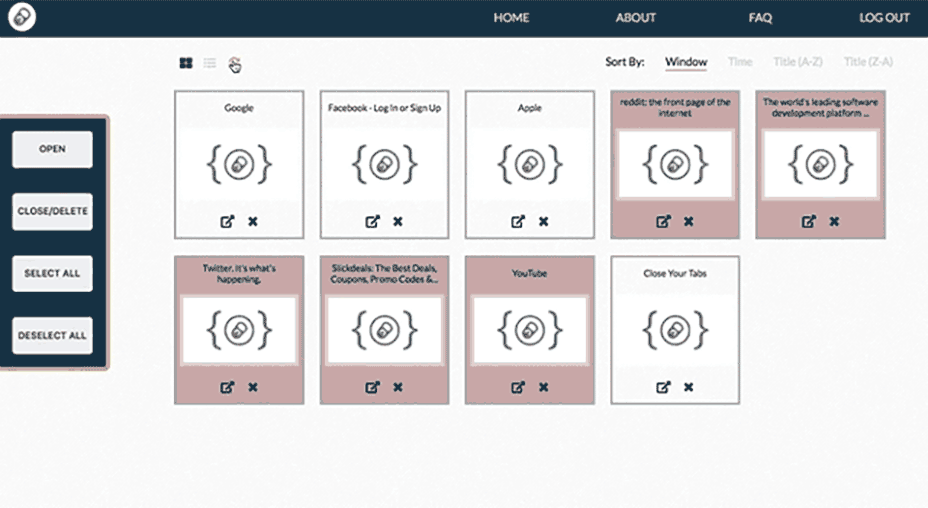 HOME ABOUT FAQ LOG OUT
Sort By: Window Time Title (A-Z) Title (Z-A)
OPEN
CLOSE/DELETE
SELECT ALL
DESELECT ALL
Google
Facebook - Log In or Sign Up
Apple
reddit: the front page of the
internet
The world's leading software
development platform ...
Twitter. It's what's
happening.
Slickdeals: The Best Deals,
Coupons, Promo Codes &...
YouTube
Close Your Tabs